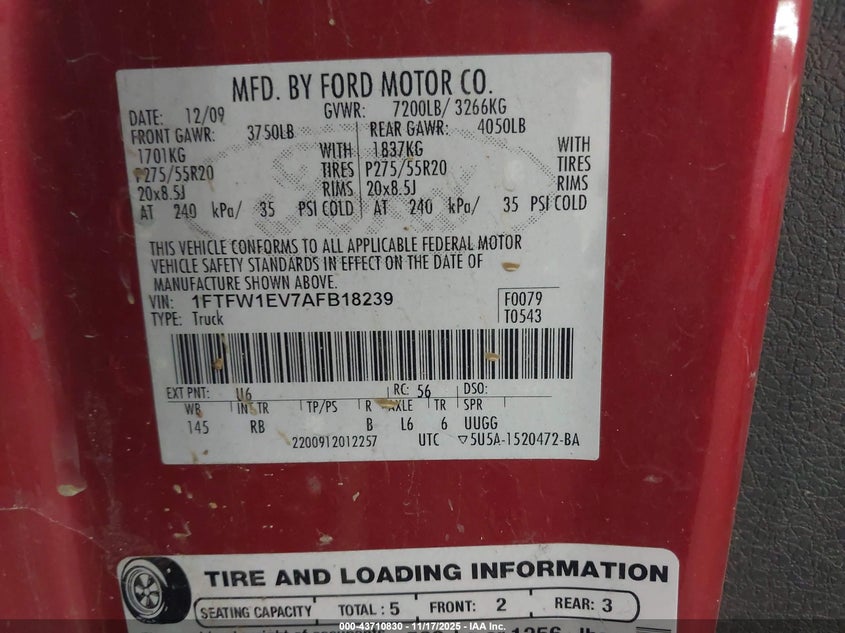 MFD. BY FORD MOTOR CO.
DATE: 12/09 GVWR: 7200LB/ 3266KG
FRONT GAWR: 3750LB REAR GAWR: 4050LB
1701KG WITH 1837KG WITH
P275/55R20 TIRES P275/55R20 TIRES
20x8.5J RIMS 20x8.5J RIMS
AT 240 kPa/ 35 PSI COLD AT 240 kPa/ 35 PSI COLD
THIS VEHICLE CONFORMS TO ALL APPLICABLE FEDERAL MOTOR
VEHICLE SAFETY STANDARDS IN EFFECT ON THE DATE OF
MANUFACTURE SHOWN ABOVE.
VIN: 1FTFW1EV7AFB18239 F0079
TYPE: Truck T0543
EXT PNT: U6 RC: 56 DSO:
WB INT TR TP/PS R AXLE TR SPR
145 RB B L6 6 UUGG
2200912012257 UTC ▽5U5A-1520472-BA
TIRE AND LOADING INFORMATION
SEATING CAPACITY TOTAL : 5 FRONT: 2 REAR: 3
000-43710830 - 11/17/2025 - IAA Inc.